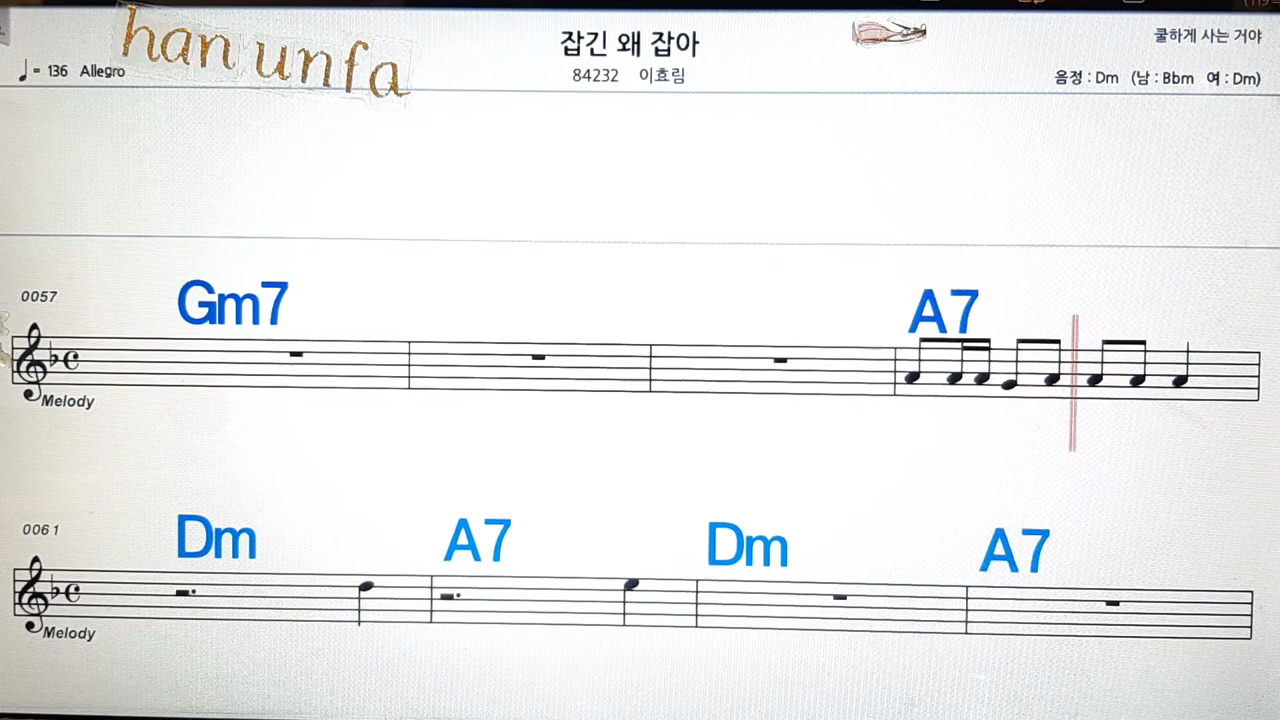 han unfa
잡긴 왜 잡아
쿨하게 사는 거야
♩= 136 Allegro
84232 이효림
음정 : Dm (남 : Bbm 여 : Dm)
0057
Gm7 A7
Melody
0061
Dm A7 Dm A7
Melody